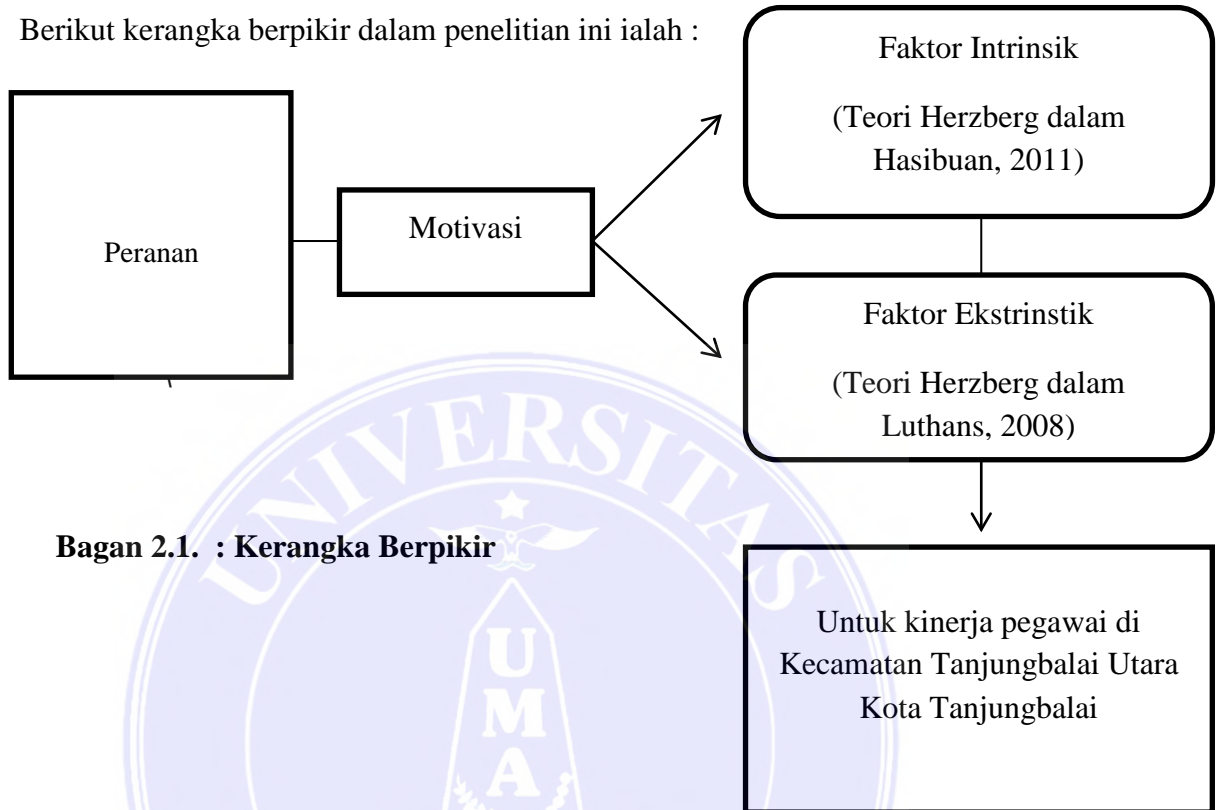 Berikut kerangka berpikir dalam penelitian ini ialah :
Faktor Intrinsik
(Teori Herzberg dalam
Hasibuan, 2011)
Peranan
Motivasi
Faktor Ekstrinstik
(Teori Herzberg dalam
Luthans, 2008)
Bagan 2.1. : Kerangka Berpikir
Untuk kinerja pegawai di
Kecamatan Tanjungbalai Utara
Kota Tanjungbalai
UNIVERSITAS
U
M
A